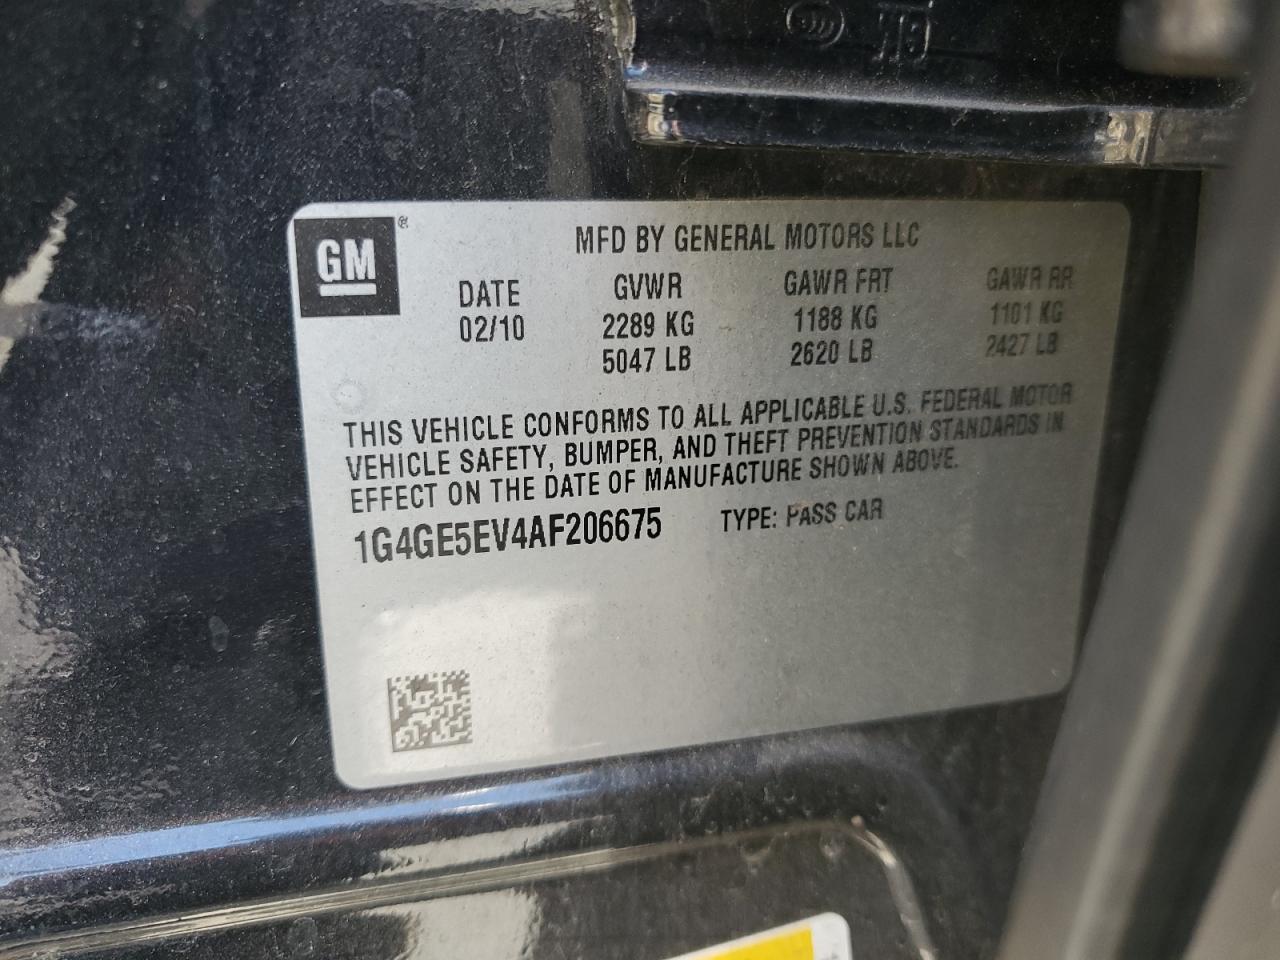 GM ®
MFD BY GENERAL MOTORS LLC
DATE GVWR GAWR FRT GAWR RR
02/10 2289 KG 1188 KG 1101 KG
5047 LB 2620 LB 2427 LB
THIS VEHICLE CONFORMS TO ALL APPLICABLE U.S. FEDERAL MOTOR
VEHICLE SAFETY, BUMPER, AND THEFT PREVENTION STANDARDS IN
EFFECT ON THE DATE OF MANUFACTURE SHOWN ABOVE.
1G4GE5EV4AF206675 TYPE: PASS CAR